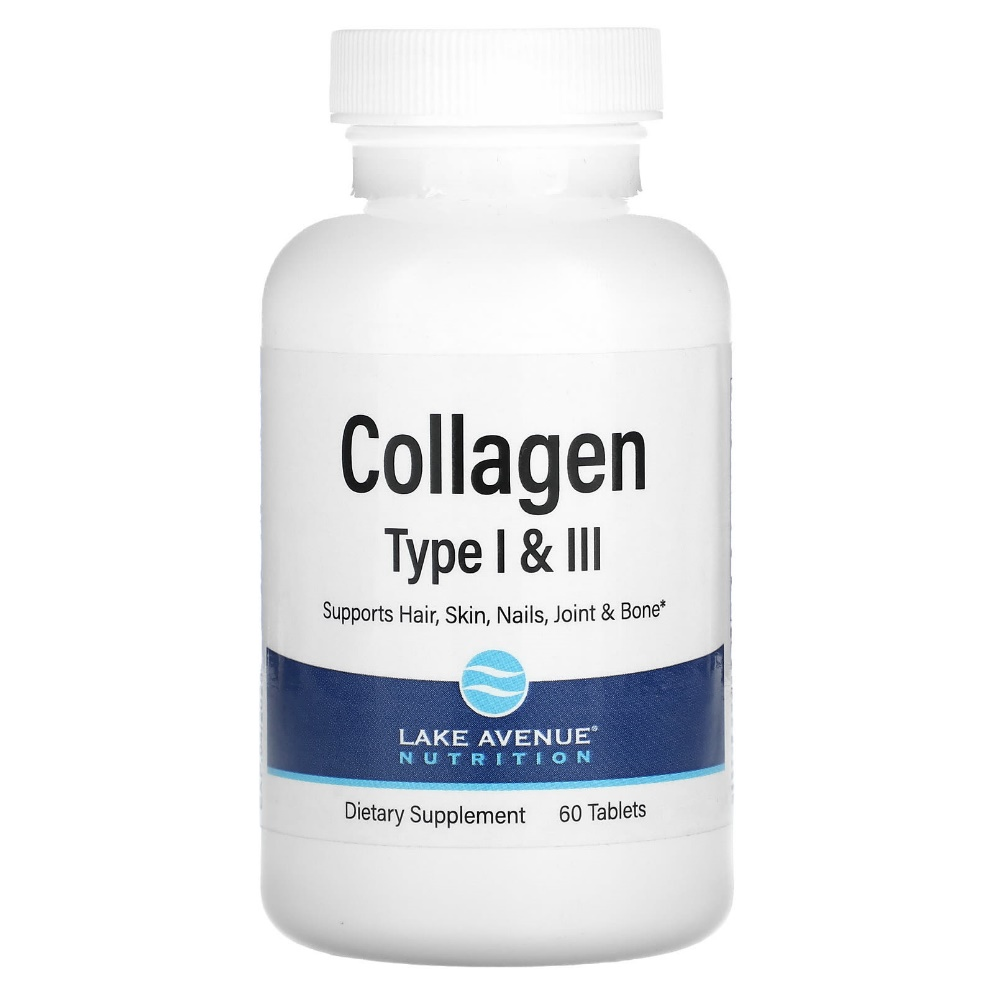 Collagen
Type I & III
Supports Hair, Skin, Nails, Joint & Bone*
LAKE AVENUE®
NUTRITION
Dietary Supplement 60 Tablets